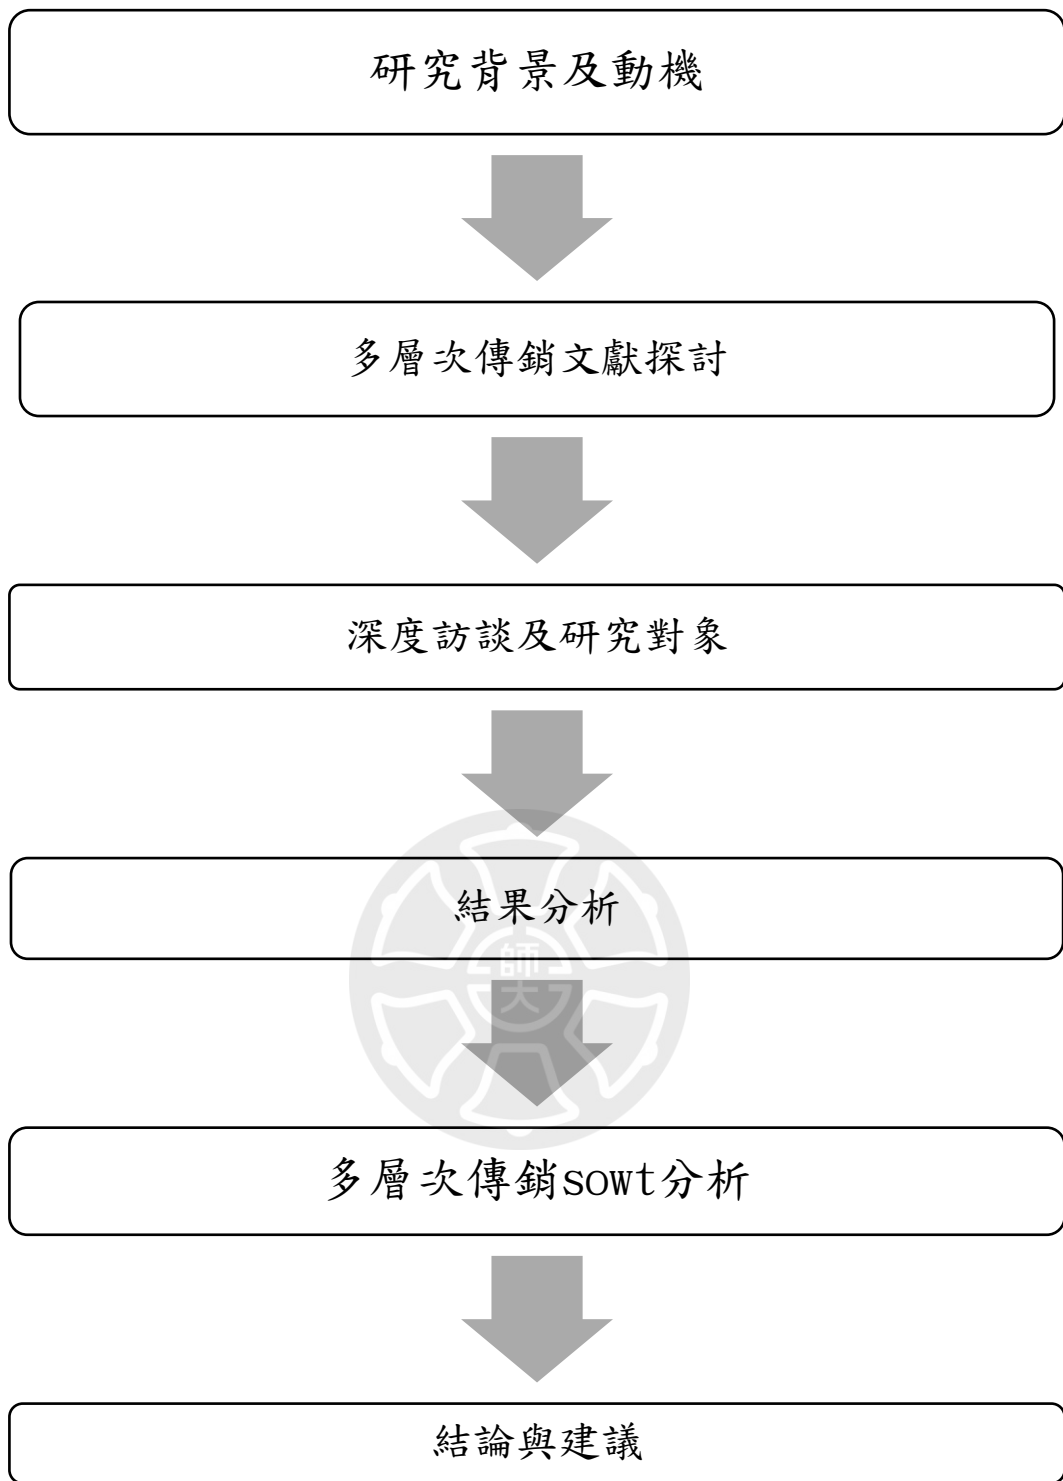 研究背景及動機
多層次傳銷文獻探討
深度訪談及研究對象
結果分析
師大
多層次傳銷sowt分析
結論與建議